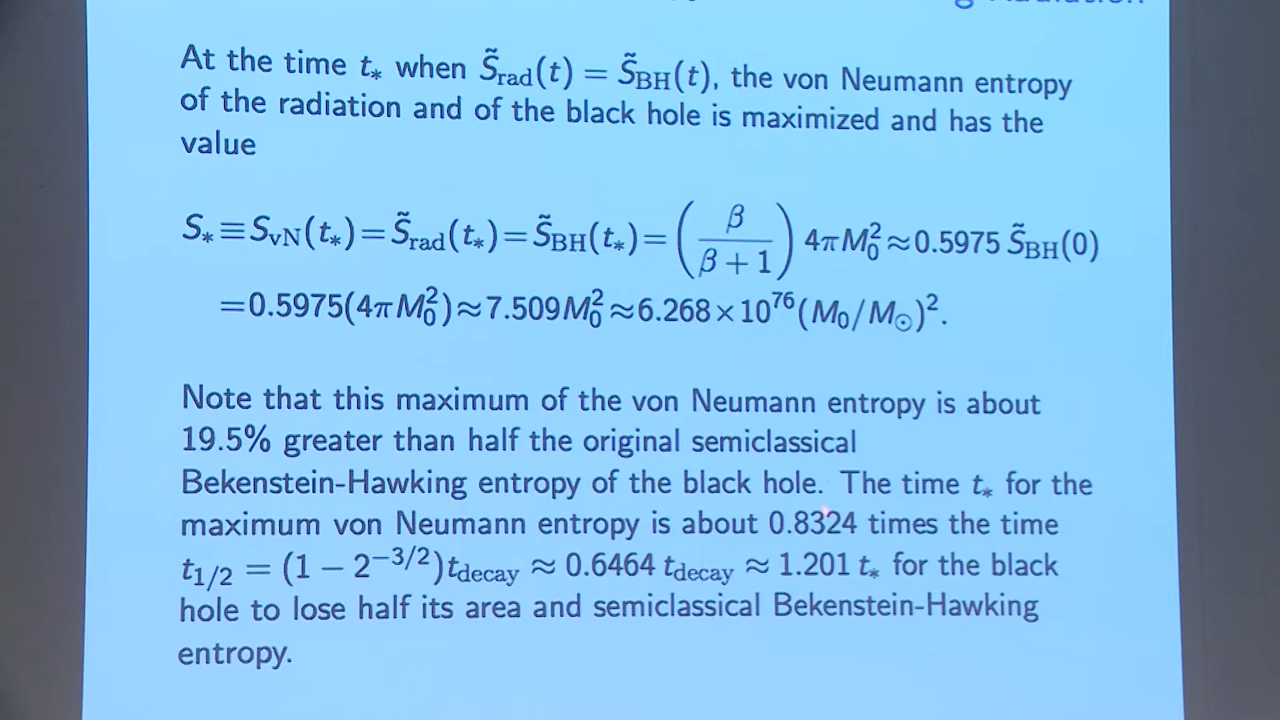 At the time t∗ when S̃rad(t) = S̃BH(t), the von Neumann entropy
of the radiation and of the black hole is maximized and has the
value
S∗ ≡ SvN(t∗) = S̃rad(t∗) = S̃BH(t∗) = (β/(β+1)) 4πM₀² ≈ 0.5975 S̃BH(0)
= 0.5975(4πM₀²) ≈ 7.509M₀² ≈ 6.268 × 10⁷⁶ (M₀/M⊙)².
Note that this maximum of the von Neumann entropy is about
19.5% greater than half the original semiclassical
Bekenstein-Hawking entropy of the black hole. The time t∗ for the
maximum von Neumann entropy is about 0.8324 times the time
t1/2 = (1 − 2^−3/2)tdecay ≈ 0.6464 tdecay ≈ 1.201 t∗ for the black
hole to lose half its area and semiclassical Bekenstein-Hawking
entropy.